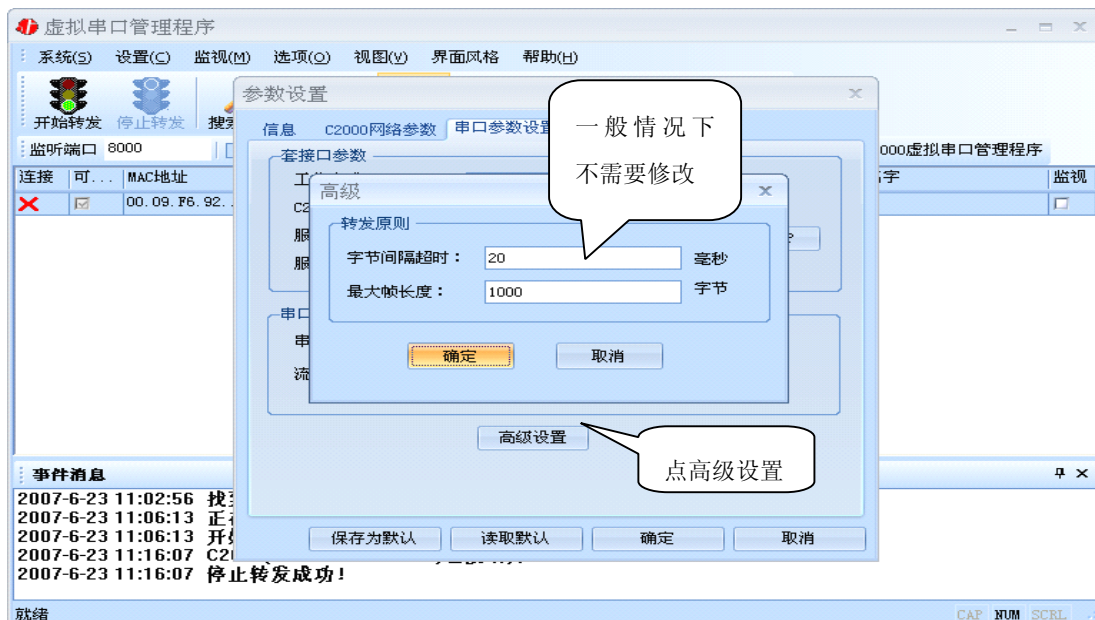 虚拟串口管理程序
系统(S) 设置(C) 监视(M) 选项(O) 视图(V) 界面风格 帮助(H)
开始转发 停止转发
监听端口 8000
000虚拟串口管理程序
连接 可... MAC地址 监视
00.09.F6.92.
参数设置
信息 C2000网络参数 串口参数设置
套接口参数
高级
转发原则
字节间隔超时: 20 毫秒
最大帧长度: 1000 字节
确定 取消
高级设置
保存为默认 读取默认 确定 取消
一般情况下
不需要修改
点高级设置
事件消息
2007-6-23 11:02:56
2007-6-23 11:06:13
2007-6-23 11:06:13
2007-6-23 11:16:07
2007-6-23 11:16:07 停止转发成功!
就绪 CAP NUM SCRL